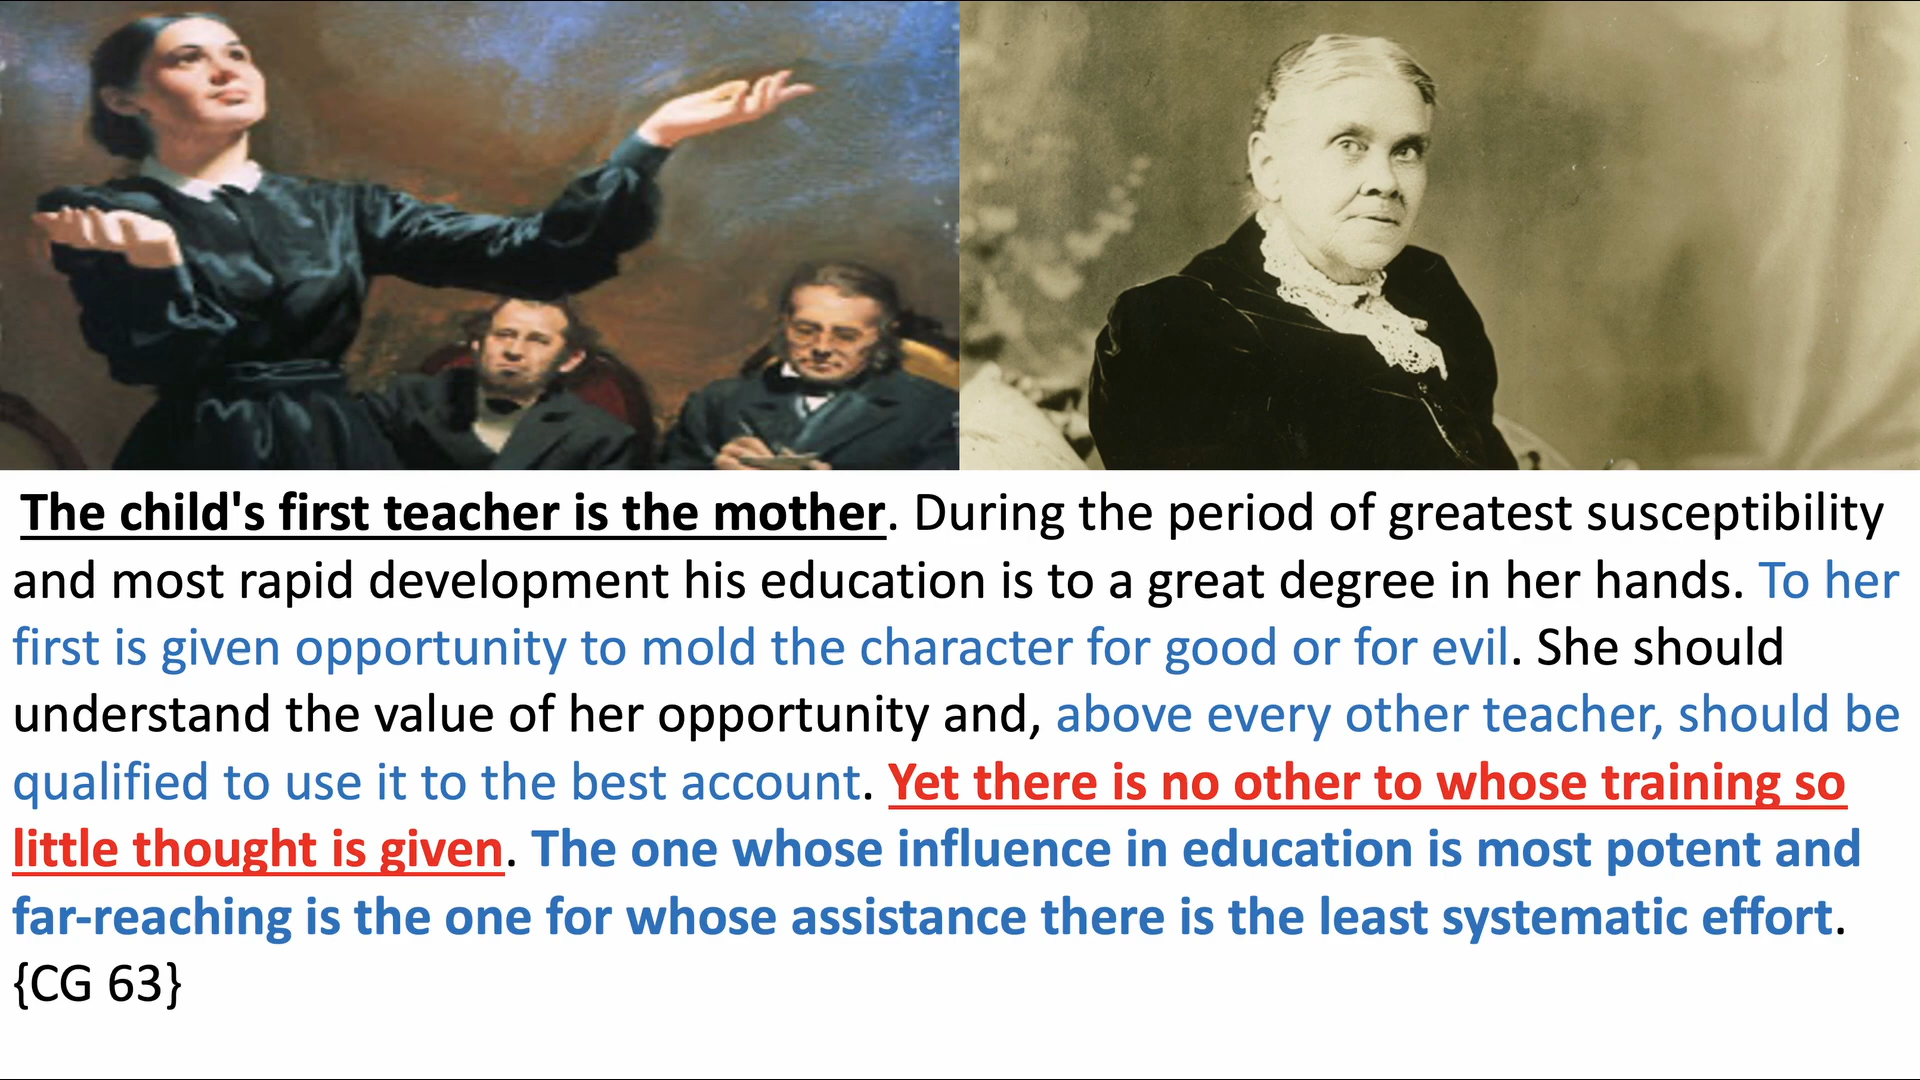 The child's first teacher is the mother. During the period of greatest susceptibility
and most rapid development his education is to a great degree in her hands. To her
first is given opportunity to mold the character for good or for evil. She should
understand the value of her opportunity and, above every other teacher, should be
qualified to use it to the best account. Yet there is no other to whose training so
little thought is given. The one whose influence in education is most potent and
far-reaching is the one for whose assistance there is the least systematic effort.
{CG 63}